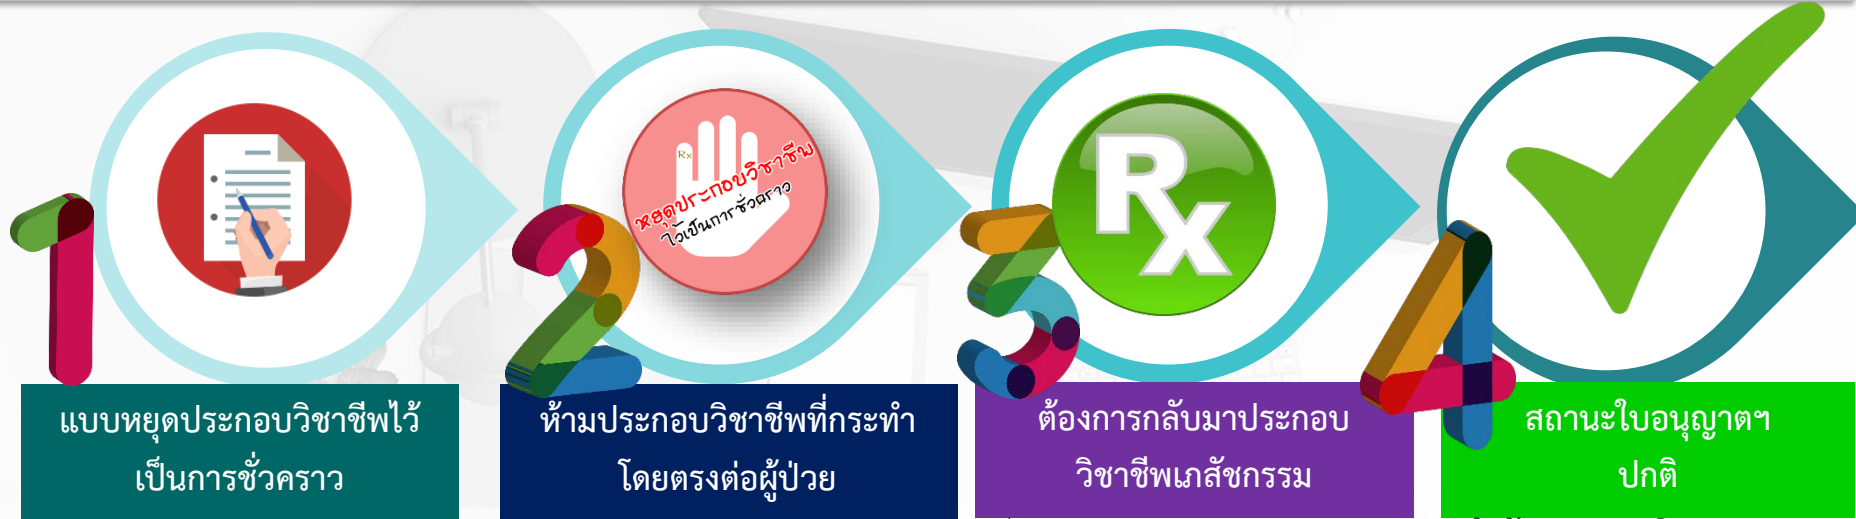 1
Rx
หยุดประกอบวิชาชีพ
ไว้เป็นการชั่วคราว
2
Rx
3
4
แบบหยุดประกอบวิชาชีพไว้
เป็นการชั่วคราว
ห้ามประกอบวิชาชีพที่กระทำ
โดยตรงต่อผู้ป่วย
ต้องการกลับมาประกอบ
วิชาชีพเภสัชกรรม
สถานะใบอนุญาตฯ
ปกติ